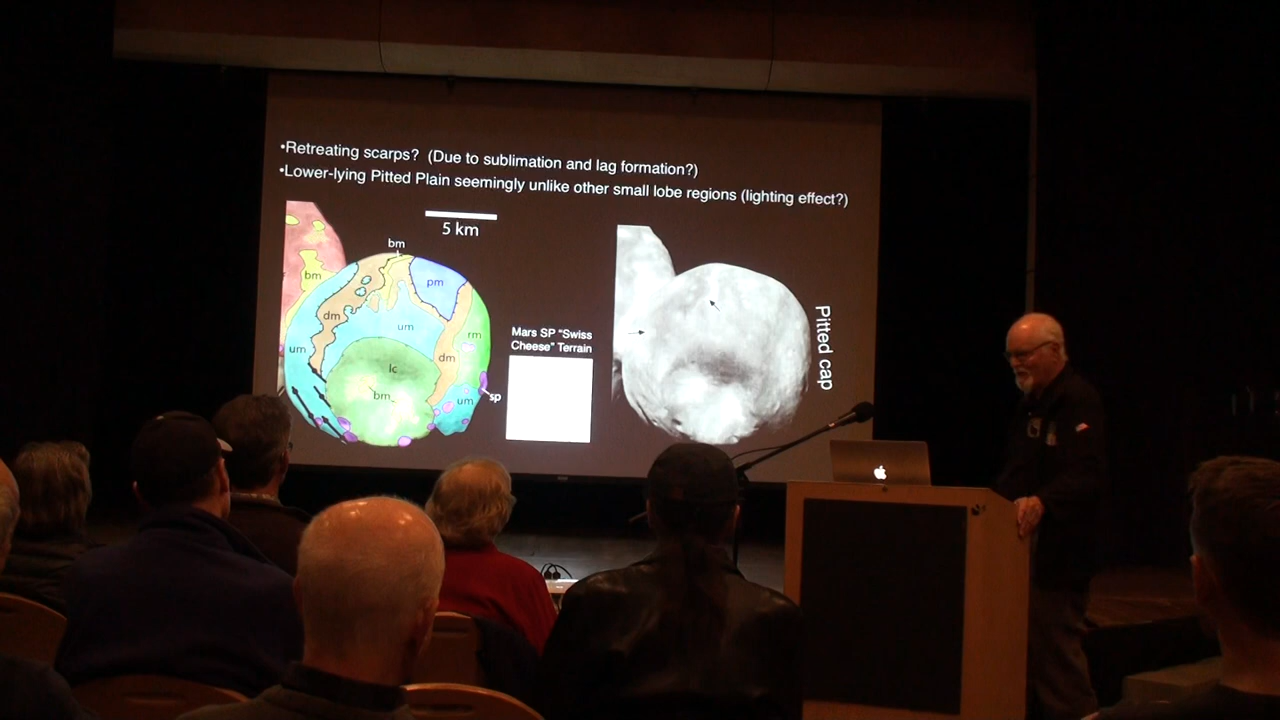 •Retreating scarps? (Due to sublimation and lag formation?)
•Lower-lying Pitted Plain seemingly unlike other small lobe regions (lighting effect?)
5 km
bm
bm
pm
dm
um
rm
um
dm
lc
bm
um
sp
Mars SP "Swiss
Cheese" Terrain
Pitted cap